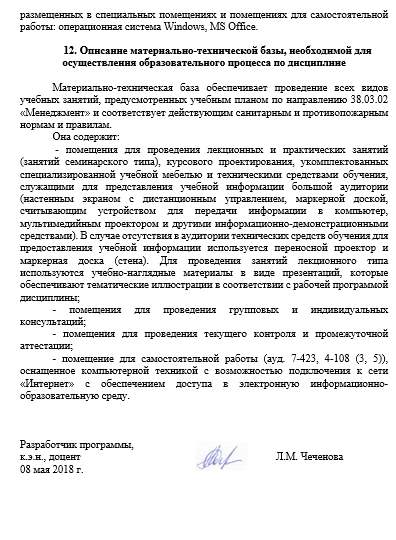 размещенных в специальных помещениях и помещениях для самостоятельной
работы: операционная система Windows, MS Office.
12. Описание материально-технической базы, необходимой для
осуществления образовательного процесса по дисциплине
Материально-техническая база обеспечивает проведение всех видов
учебных занятий, предусмотренных учебным планом по направлению 38.03.02
«Менеджмент» и соответствует действующим санитарным и противопожарным
нормам и правилам.
Она содержит:
- помещения для проведения лекционных и практических занятий
(занятий семинарского типа), курсового проектирования, укомплектованных
специализированной учебной мебелью и техническими средствами обучения,
служащими для представления учебной информации большой аудитории
(настенным экраном с дистанционным управлением, маркерной доской,
считывающим устройством для передачи информации в компьютер,
мультимедийным проектором и другими информационно-демонстрационными
средствами). В случае отсутствия в аудитории технических средств обучения для
предоставления учебной информации используется переносной проектор и
маркерная доска (стена). Для проведения занятий лекционного типа
используются учебно-наглядные материалы в виде презентаций, которые
обеспечивают тематические иллюстрации в соответствии с рабочей программой
дисциплины;
- помещения для проведения групповых и индивидуальных
консультаций;
- помещения для проведения текущего контроля и промежуточной
аттестации;
- помещение для самостоятельной работы (ауд. 7-423, 4-108 (3, 5)),
оснащенное компьютерной техникой с возможностью подключения к сети
«Интернет» с обеспечением доступа в электронную информационно-
образовательную среду.
Разработчик программы,
к.э.н., доцент
Л.М. Чеченова
08 мая 2018 г.